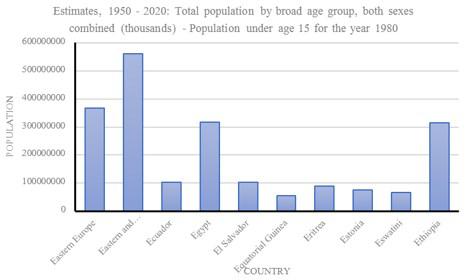 Estimates, 1950 - 2020: Total population by broad age group, both sexes
combined (thousands) - Population under age 15 for the year 1980
600000000
500000000
400000000
300000000
200000000
100000000
0
POPULATION
Eastern Europe
Eastern and…
Ecuador
Egypt
El Salvador
Equatorial Guinea
Eritrea
Estonia
Eswatini
Ethiopia
COUNTRY